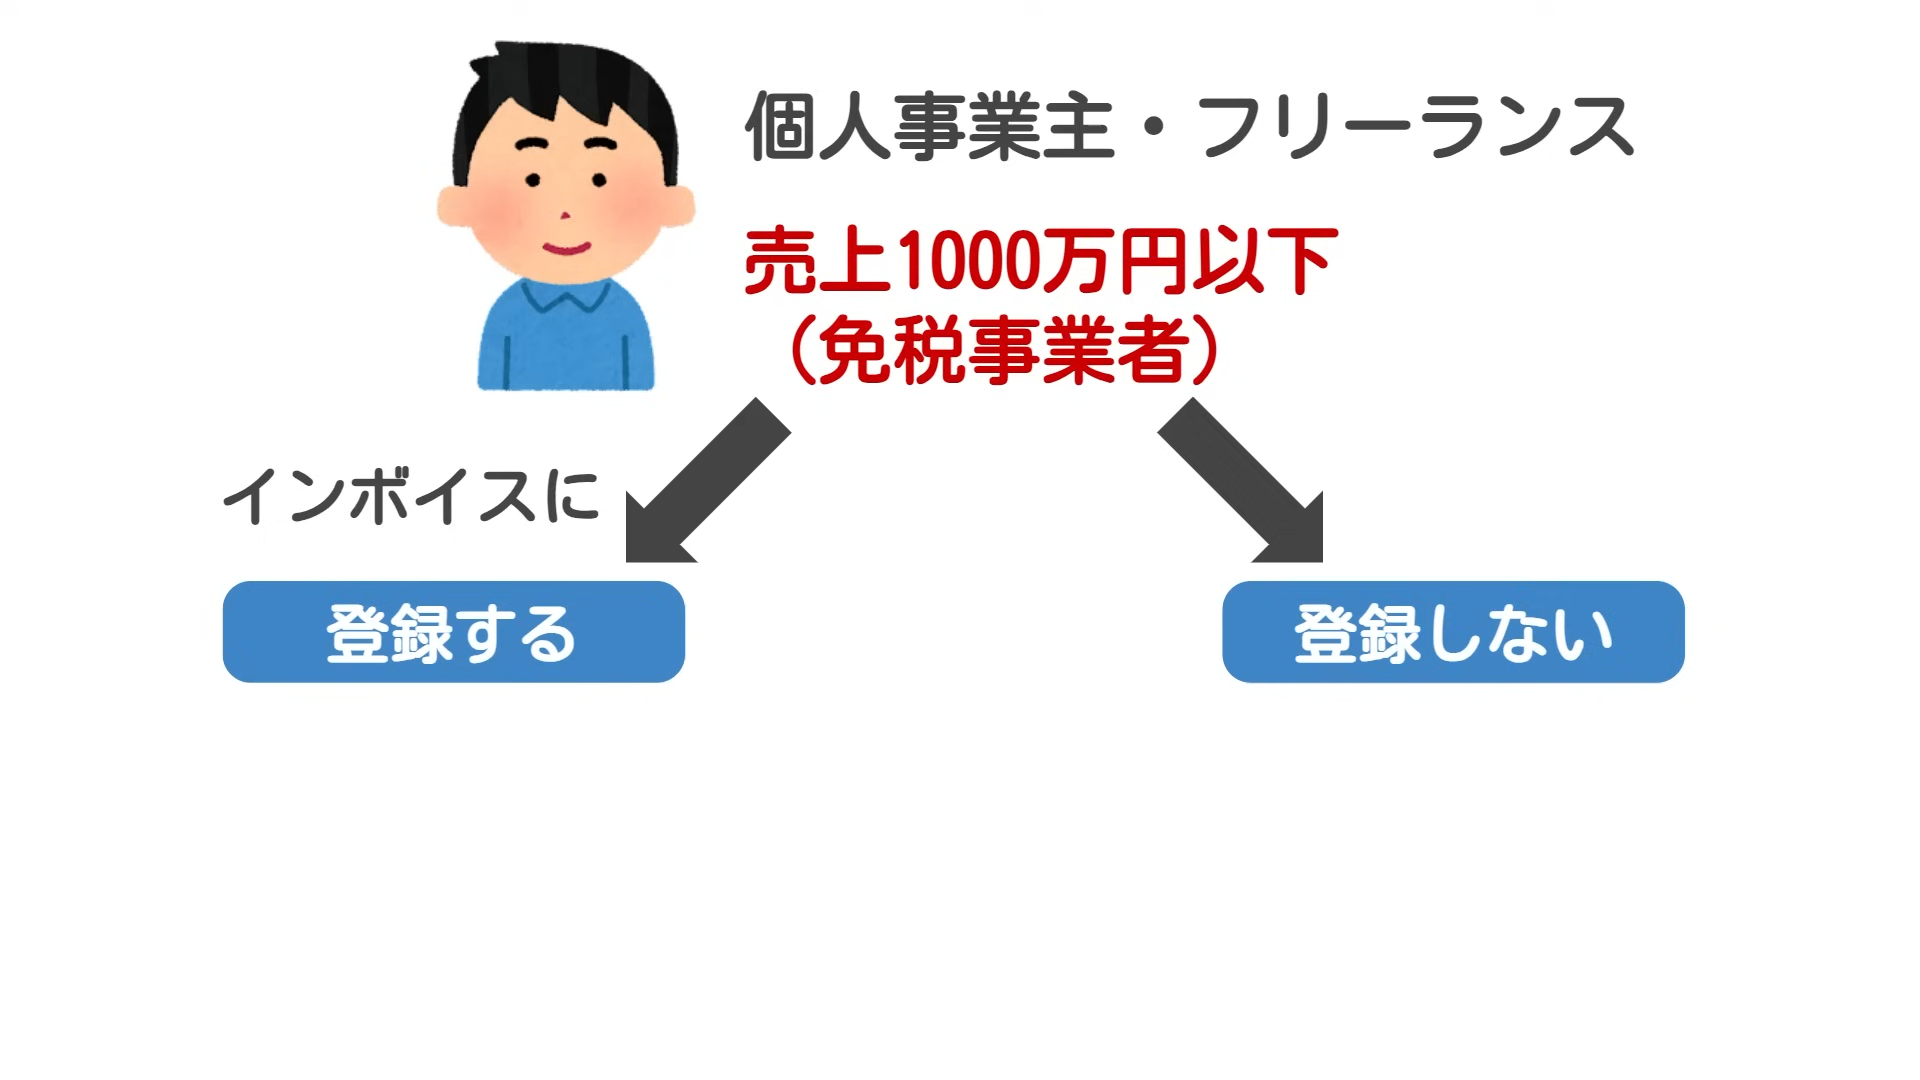 個人事業主・フリーランス
売上1000万円以下
（免税事業者）
インボイスに
登録する
登録しない